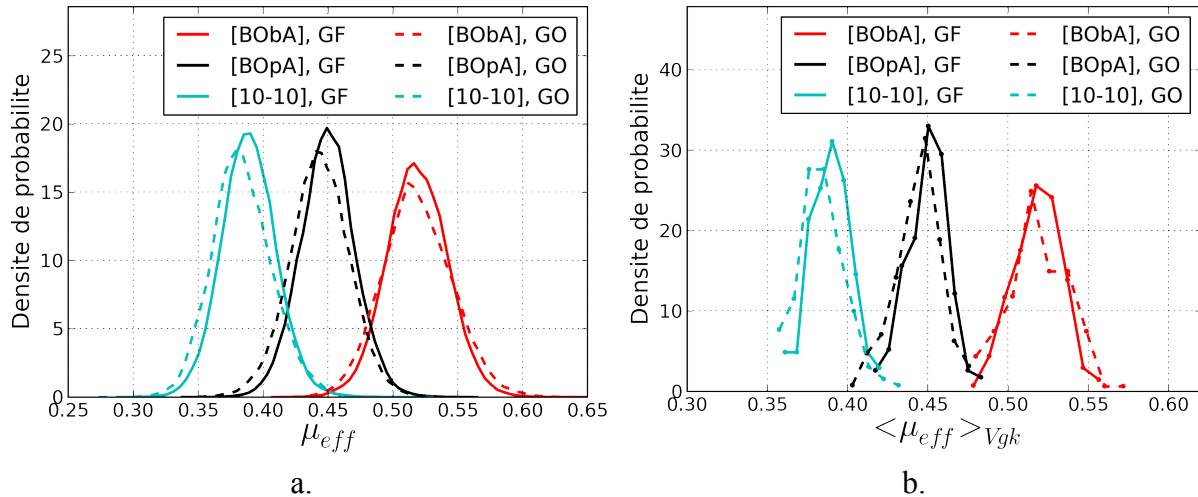 [BObA], GF [BObA], GO
[BOpA], GF [BOpA], GO
[10-10], GF [10-10], GO
Densite de probabilite
25
20
15
10
5
0
0.25 0.30 0.35 0.40 0.45 0.50 0.55 0.60 0.65
μ_eff
a.
[BObA], GF [BObA], GO
[BOpA], GF [BOpA], GO
[10-10], GF [10-10], GO
Densite de probabilite
40
30
20
10
0
0.30 0.35 0.40 0.45 0.50 0.55 0.60
<μ_eff>_Vgk
b.